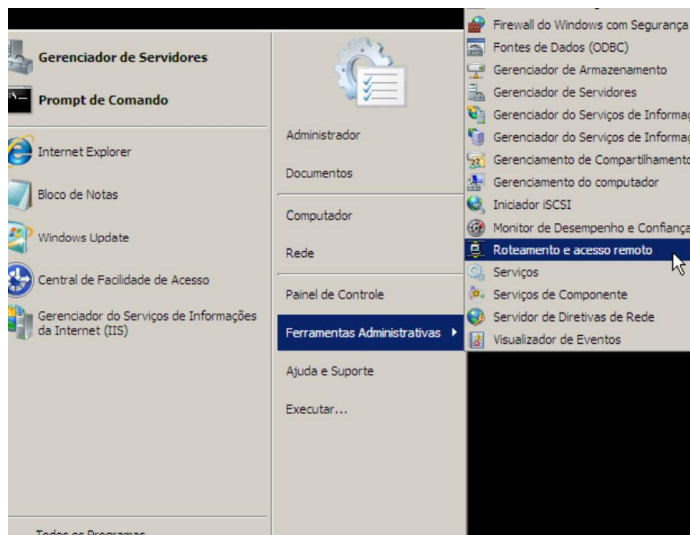 Gerenciador de Servidores
Prompt de Comando
Internet Explorer
Bloco de Notas
Windows Update
Central de Facilidade de Acesso
Gerenciador do Serviços de Informações
da Internet (IIS)
Todos os Programas
Administrador
Documentos
Computador
Rede
Painel de Controle
Ferramentas Administrativas
Ajuda e Suporte
Executar...
Firewall do Windows com Segurança
Fontes de Dados (ODBC)
Gerenciador de Armazenamento
Gerenciador de Servidores
Gerenciador do Serviços de Informaç
Gerenciador do Serviços de Informaç
Gerenciamento de Compartilhamento
Gerenciamento do computador
Iniciador iSCSI
Monitor de Desempenho e Confiança
Roteamento e acesso remoto
Serviços
Serviços de Componente
Servidor de Diretivas de Rede
Visualizador de Eventos